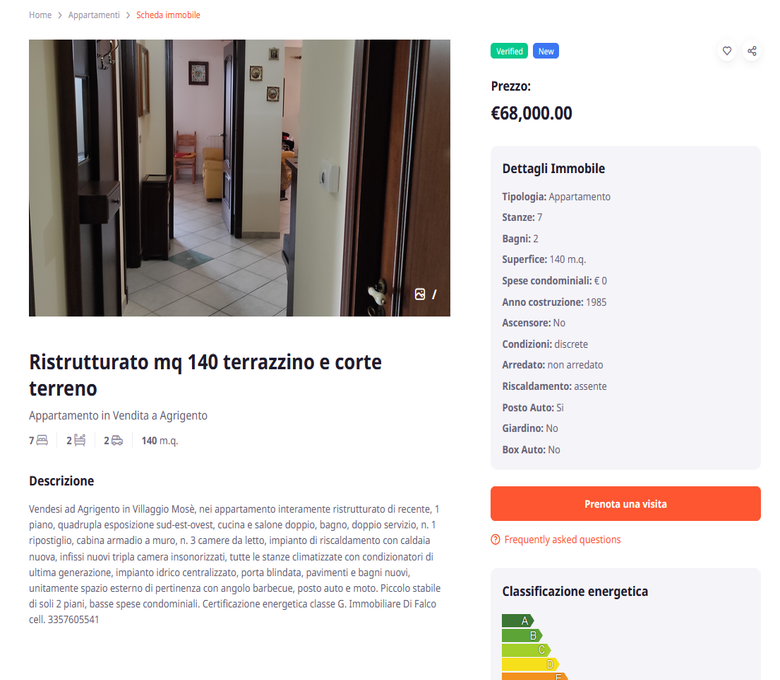 Home > Appartamenti > Scheda immobile
/
Ristrutturato mq 140 terrazzino e corte
terreno
Appartamento in Vendita a Agrigento
7 2 2 140 m.q.
Descrizione
Vendesi ad Agrigento in Villaggio Mosè, nei appartamento interamente ristrutturato di recente, 1
piano, quadrupla esposizione sud-est-ovest, cucina e salone doppio, bagno, doppio servizio, n. 1
ripostiglio, cabina armadio a muro, n. 3 camere da letto, impianto di riscaldamento con caldaia
nuova, infissi nuovi tripla camera insonorizzati, tutte le stanze climatizzate con condizionatori di
ultima generazione, impianto idrico centralizzato, porta blindata, pavimenti e bagni nuovi,
unitamente spazio esterno di pertinenza con angolo barbecue, posto auto e moto. Piccolo stabile
di soli 2 piani, basse spese condominiali. Certificazione energetica classe G. Immobiliare Di Falco
cell. 3357605541
Verified New
Prezzo:
€68,000.00
Dettagli Immobile
Tipologia: Appartamento
Stanze: 7
Bagni: 2
Superfice: 140 m.q.
Spese condominiali: € 0
Anno costruzione: 1985
Ascensore: No
Condizioni: discrete
Arredato: non arredato
Riscaldamento: assente
Posto Auto: Si
Giardino: No
Box Auto: No
Prenota una visita
Frequently asked questions
Classificazione energetica
A
B
C
D
E